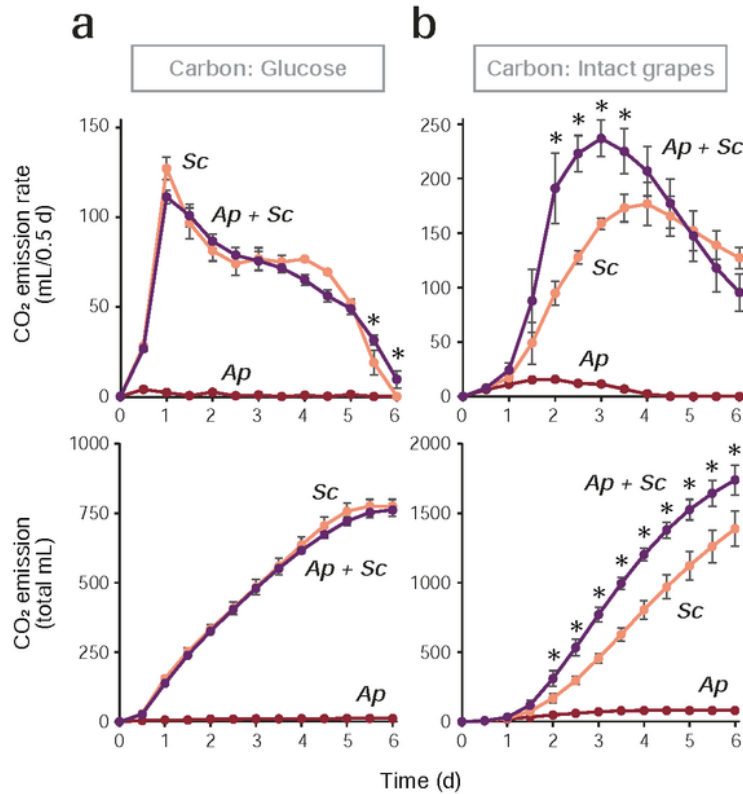 a
b
Carbon: Glucose
Carbon: Intact grapes
CO₂ emission rate
(mL/0.5 d)
150
100
50
0
Sc
Ap + Sc
Ap
*
*
0 1 2 3 4 5 6
250
200
150
100
50
0
* * * *
Ap + Sc
Sc
Ap
0 1 2 3 4 5 6
CO₂ emission
(total mL)
1000
750
500
250
0
Sc
Ap + Sc
Ap
0 1 2 3 4 5 6
2000
1500
1000
500
0
Ap + Sc
* * * * * * * * *
Sc
Ap
0 1 2 3 4 5 6
Time (d)